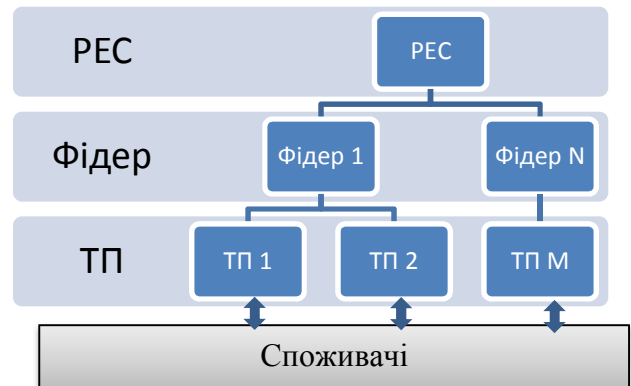 РЕС
РЕС
Фідер
Фідер 1
Фідер N
ТП
ТП 1
ТП 2
ТП М
Споживачі